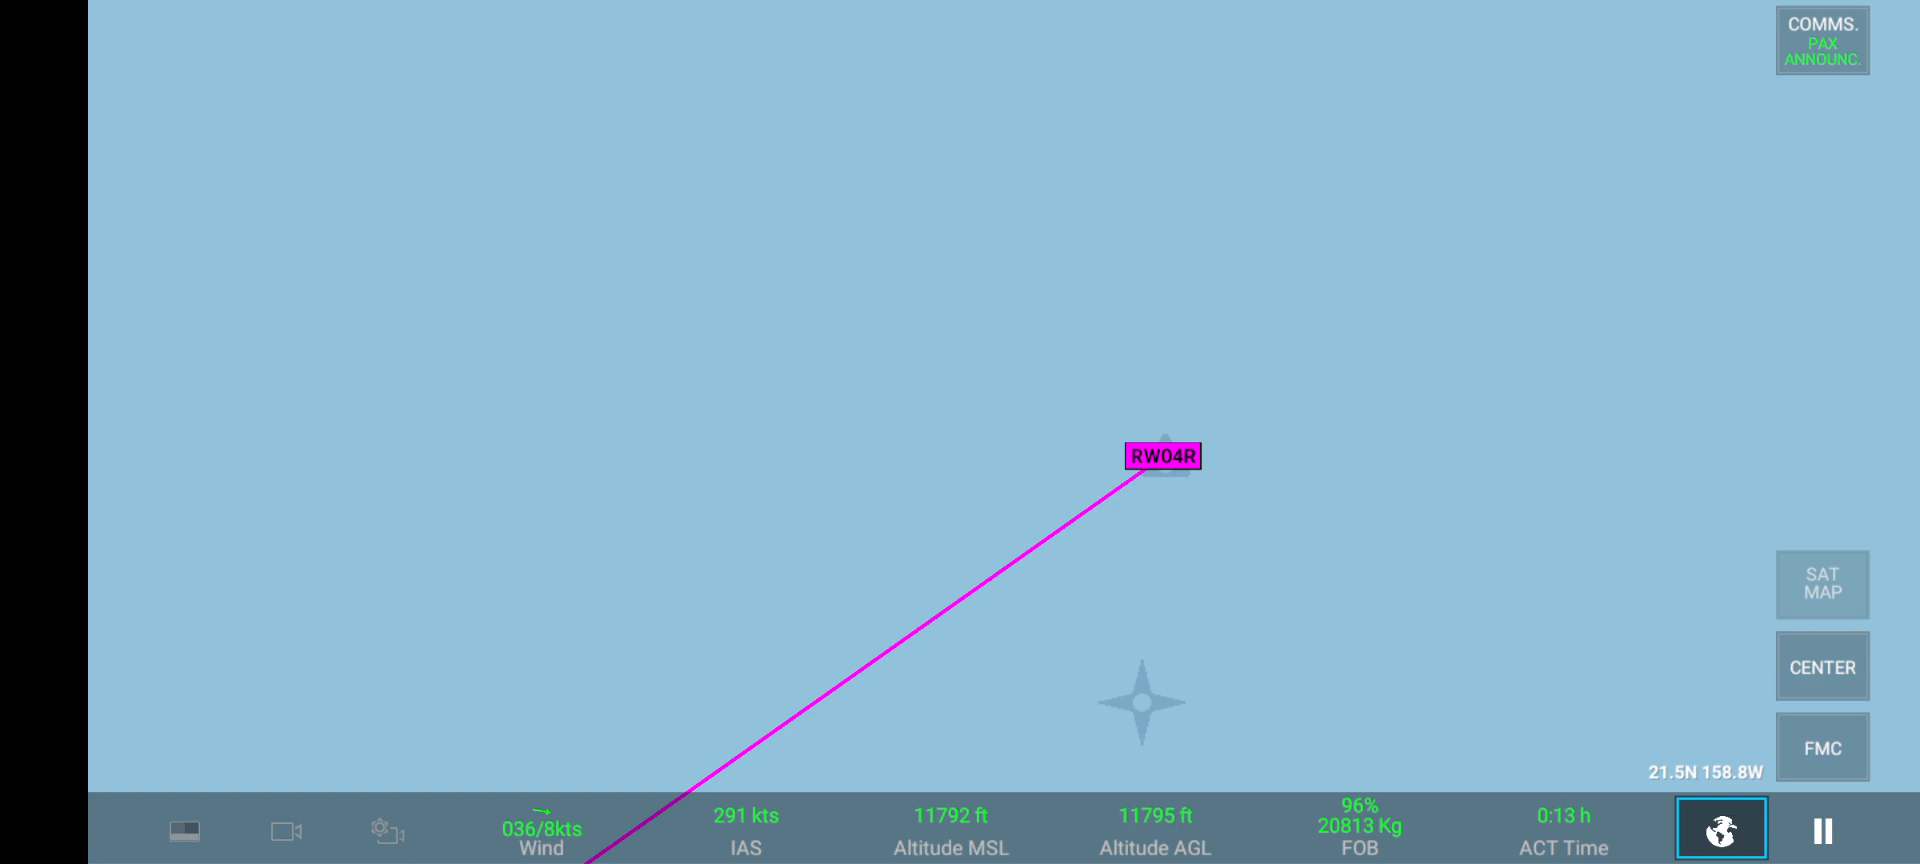 COMMS.
PAX
ANNOUNC.
RW04R
SAT
MAP
CENTER
FMC
21.5N 158.8W
036/8kts
Wind
291 kts
IAS
11792 ft
Altitude MSL
11795 ft
Altitude AGL
96%
20813 Kg
FOB
0:13 h
ACT Time